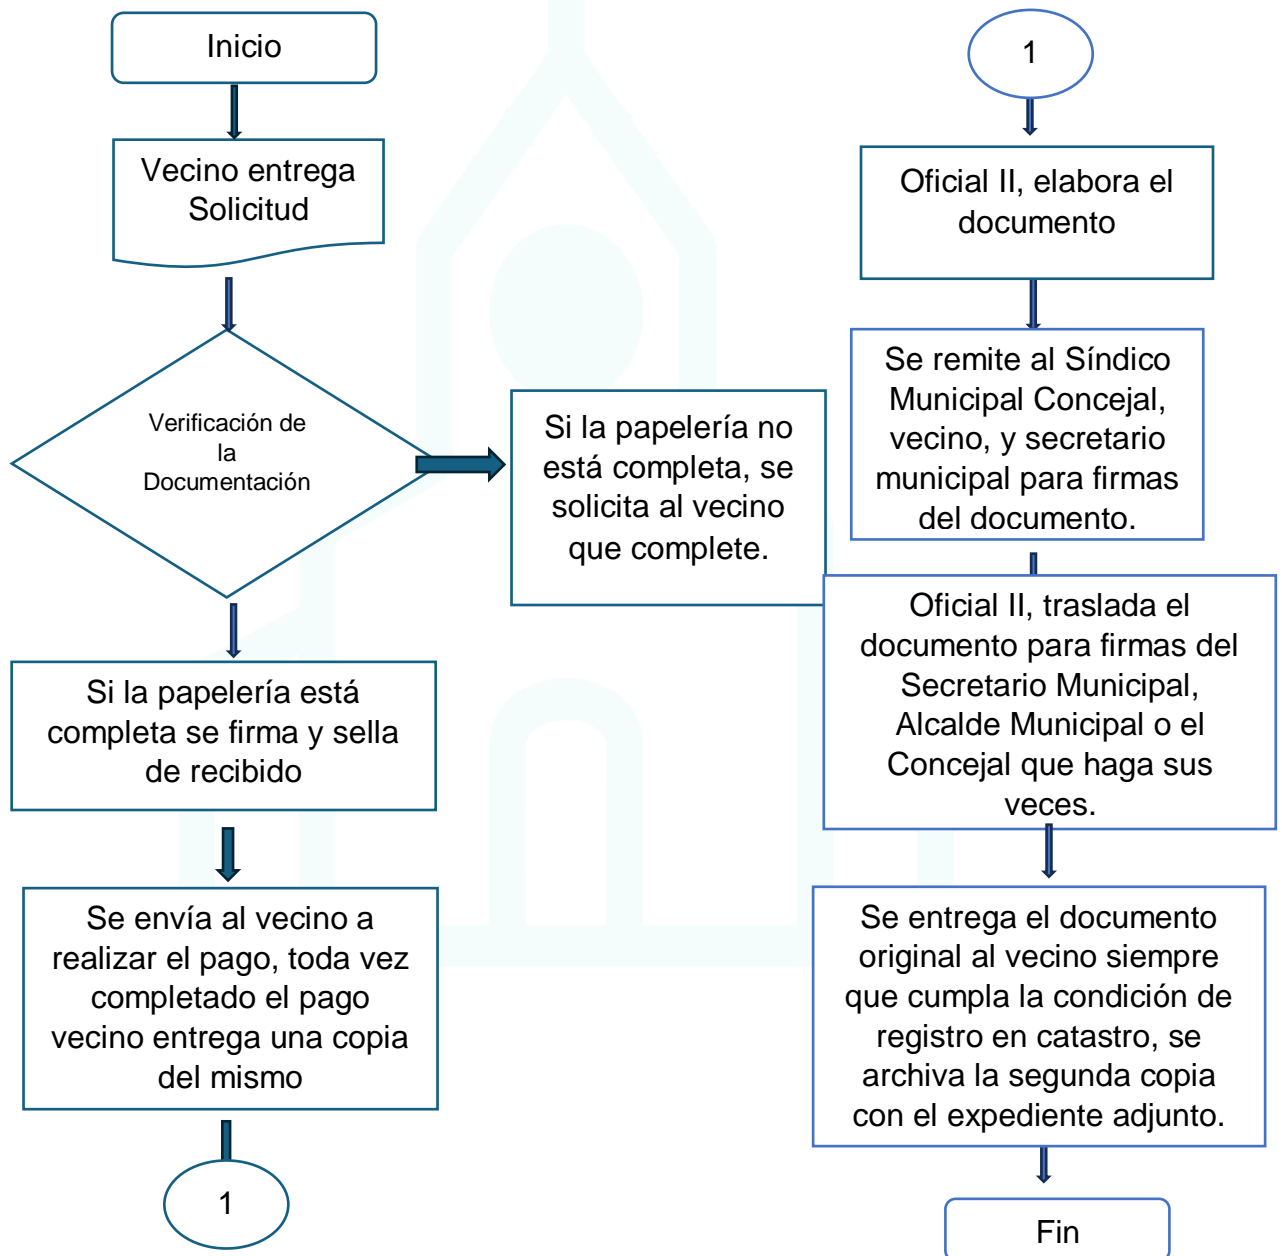 Inicio
Vecino entrega
Solicitud
Verificación de
la
Documentación
Si la papelería no
está completa, se
solicita al vecino
que complete.
Si la papelería está
completa se firma y sella
de recibido
Se envía al vecino a
realizar el pago, toda vez
completado el pago
vecino entrega una copia
del mismo
1
1
Oficial II, elabora el
documento
Se remite al Síndico
Municipal Concejal,
vecino, y secretario
municipal para firmas
del documento.
Oficial II, traslada el
documento para firmas del
Secretario Municipal,
Alcalde Municipal o el
Concejal que haga sus
veces.
Se entrega el documento
original al vecino siempre
que cumpla la condición de
registro en catastro, se
archiva la segunda copia
con el expediente adjunto.
Fin